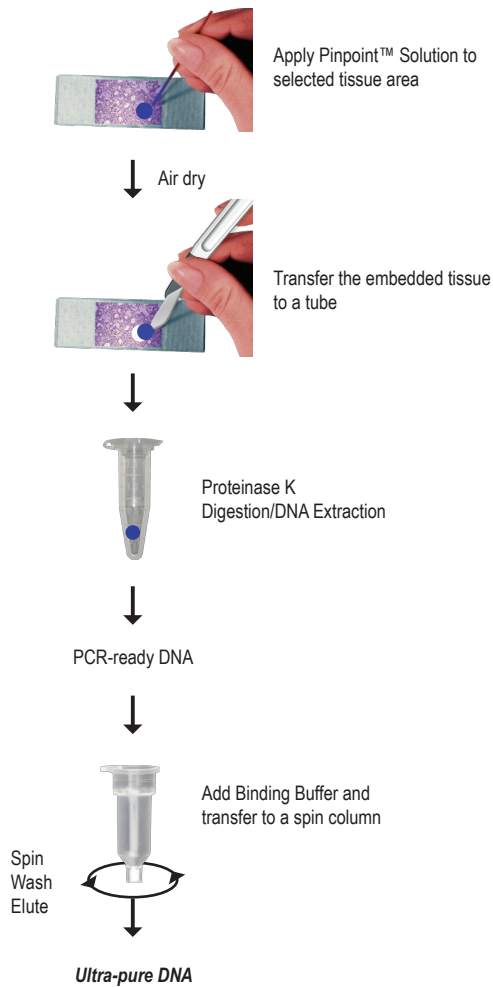 Apply Pinpoint™ Solution to
selected tissue area
Air dry
Transfer the embedded tissue
to a tube
Proteinase K
Digestion/DNA Extraction
PCR-ready DNA
Add Binding Buffer and
transfer to a spin column
Spin
Wash
Elute
Ultra-pure DNA